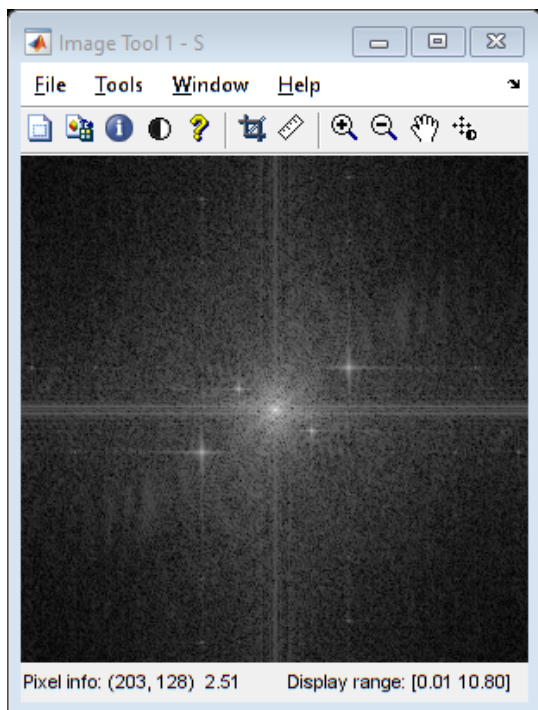 Image Tool 1 - S
File Tools Window Help
Pixel info: (203, 128) 2.51 Display range: [0.01 10.80]